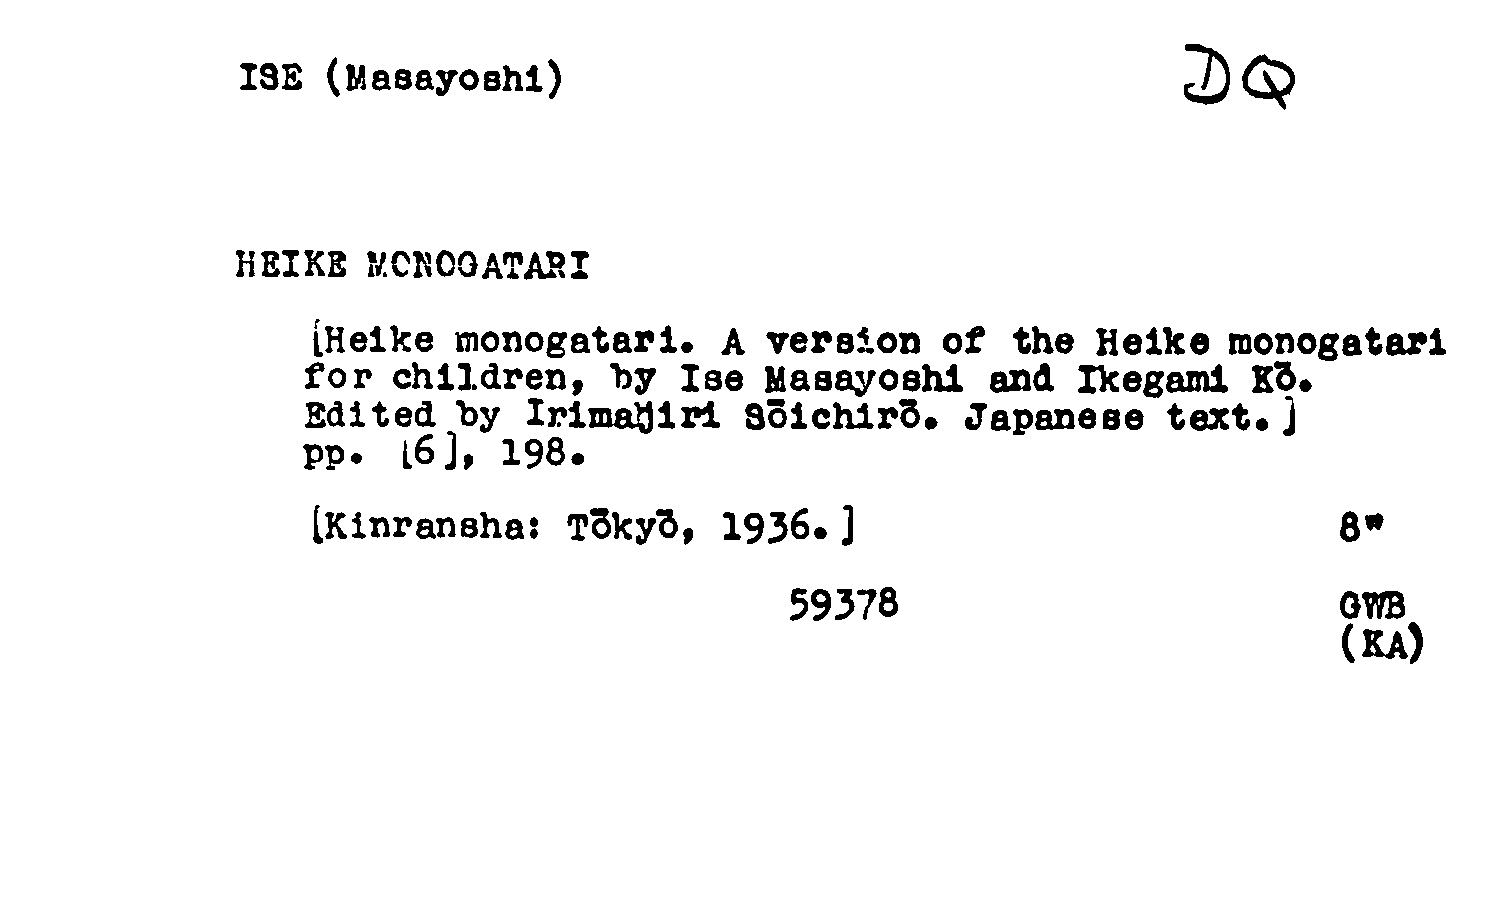 ISE (Masayoshi) DQ
HEIKE MONOGATARI
[Heike monogatari. A version of the Heike monogatari
for children, by Ise Masayoshi and Ikegami Kō.
Edited by Sōichirō. Japanese text.]
pp. [6], 198.
[Kinransha: Tōkyō, 1936.] 8"
59378 GWB
(KA)